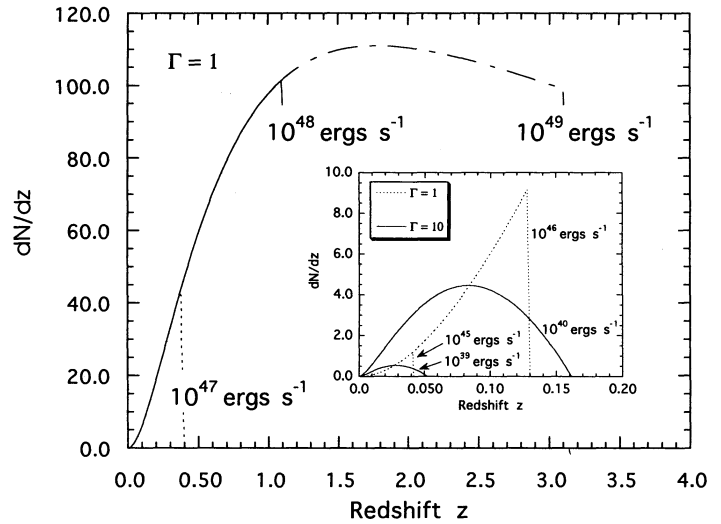 120.0
Γ = 1
100.0
10^48 ergs s^-1
10^49 ergs s^-1
80.0
dN/dz
60.0
40.0
20.0
0.0
10^47 ergs s^-1
10.0
8.0
6.0
4.0
2.0
0.0
dN/dz
Γ = 1
Γ = 10
10^46 ergs s^-1
10^45 ergs s^-1
10^40 ergs s^-1
10^39 ergs s^-1
0.0 0.050 0.10 0.15 0.20
Redshift z
0.0 0.50 1.0 1.5 2.0 2.5 3.0 3.5 4.0
Redshift z